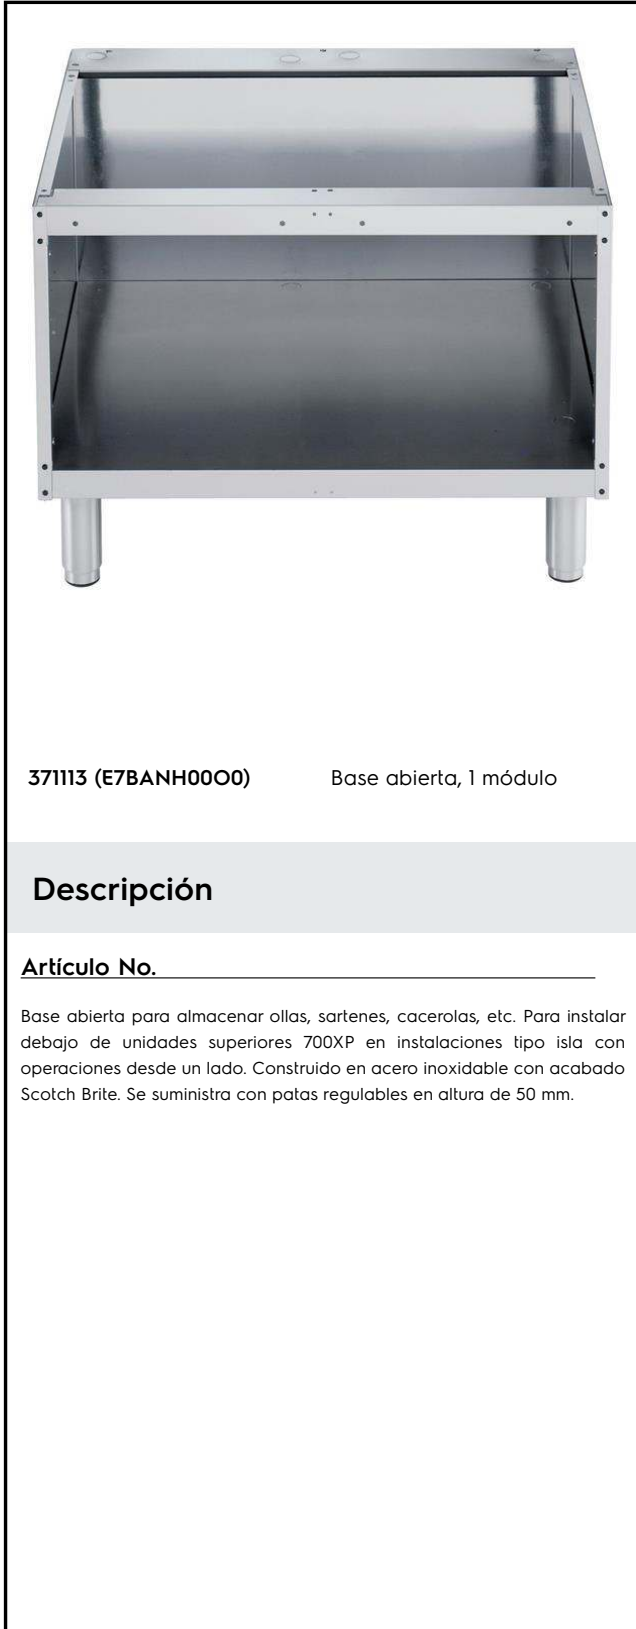 371113 (E7BANH00O0) Base abierta, 1 módulo
Descripción
Artículo No.
Base abierta para almacenar ollas, sartenes, cacerolas, etc. Para instalar
debajo de unidades superiores 700XP en instalaciones tipo isla con
operaciones desde un lado. Construido en acero inoxidable con acabado
Scotch Brite. Se suministra con patas regulables en altura de 50 mm.